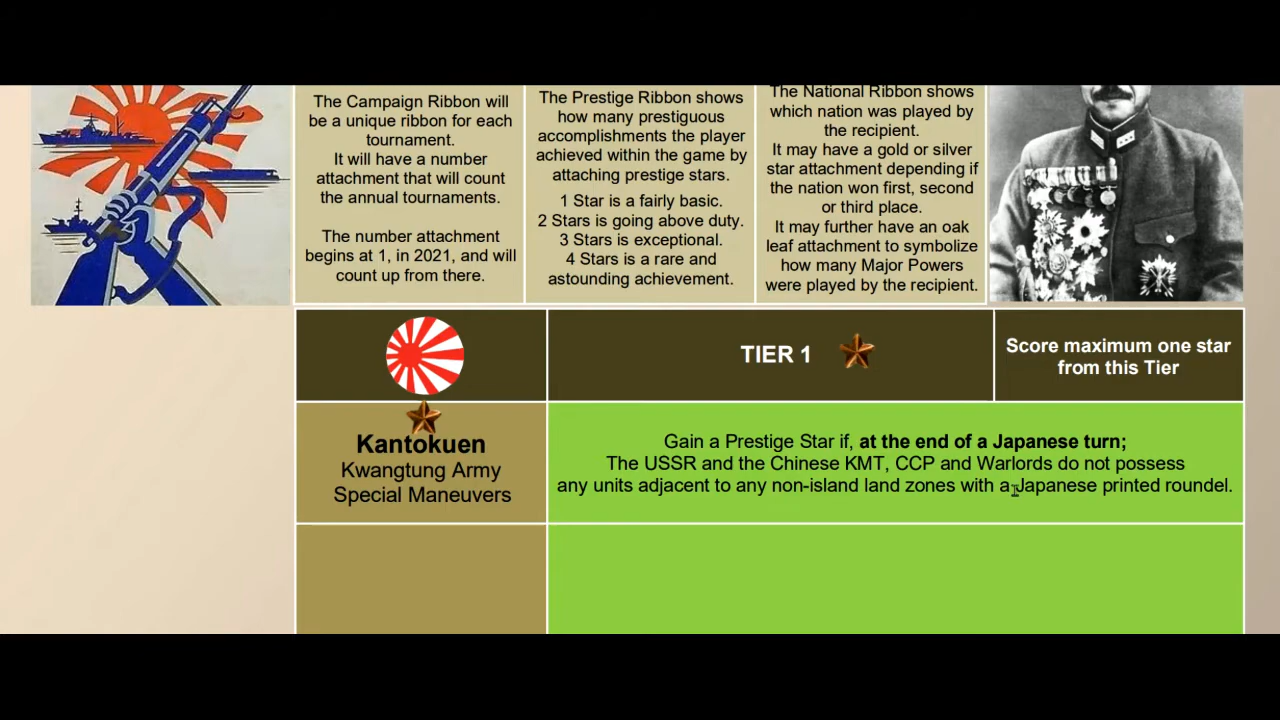 The Campaign Ribbon will
be a unique ribbon for each
tournament.
It will have a number
attachment that will count
the annual tournaments.
The number attachment
begins at 1, in 2021, and will
count up from there.
The Prestige Ribbon shows
how many prestiguous
accomplishments the player
achieved within the game by
attaching prestige stars.
1 Star is a fairly basic.
2 Stars is going above duty.
3 Stars is exceptional.
4 Stars is a rare and
astounding achievement.
The National Ribbon shows
which nation was played by
the recipient.
It may have a gold or silver
star attachment depending if
the nation won first, second
or third place.
It may further have an oak
leaf attachment to symbolize
how many Major Powers
were played by the recipient.
TIER 1
Score maximum one star
from this Tier
Kantokuen
Kwangtung Army
Special Maneuvers
Gain a Prestige Star if, at the end of a Japanese turn;
The USSR and the Chinese KMT, CCP and Warlords do not possess
any units adjacent to any non-island land zones with a Japanese printed roundel.